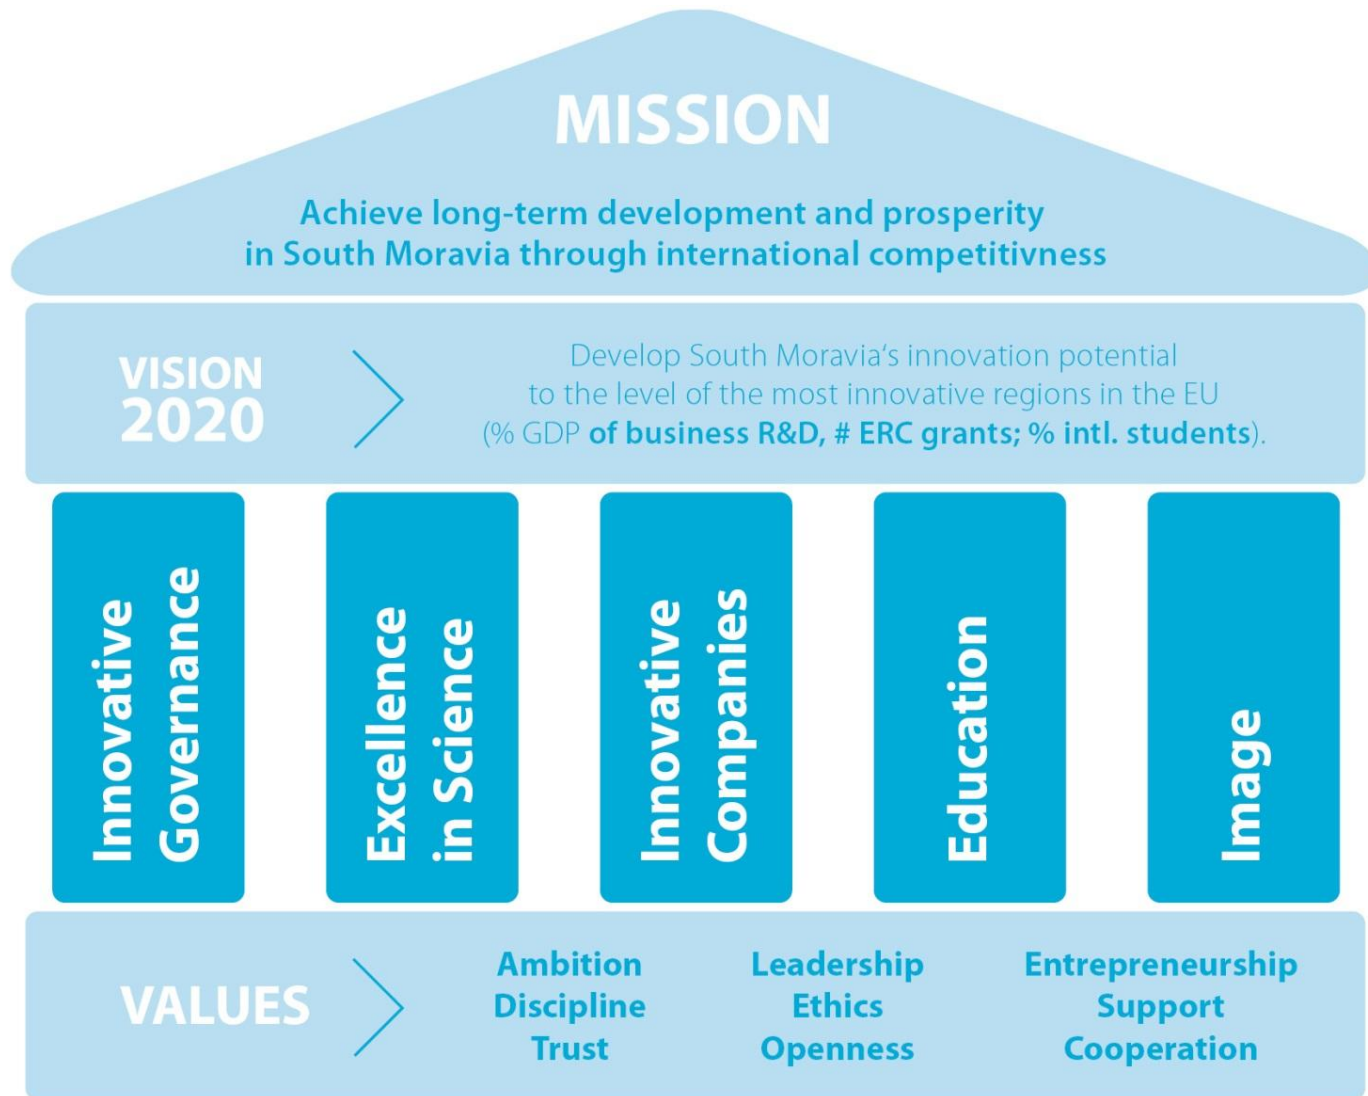 MISSION
Achieve long-term development and prosperity
in South Moravia through international competitivness
VISION
2020
Develop South Moravia‘s innovation potential
to the level of the most innovative regions in the EU
(% GDP of business R&D, # ERC grants; % intl. students).
Innovative
Governance
Excellence
in Science
Innovative
Companies
Education
Image
VALUES
Ambition
Discipline
Trust
Leadership
Ethics
Openness
Entrepreneurship
Support
Cooperation